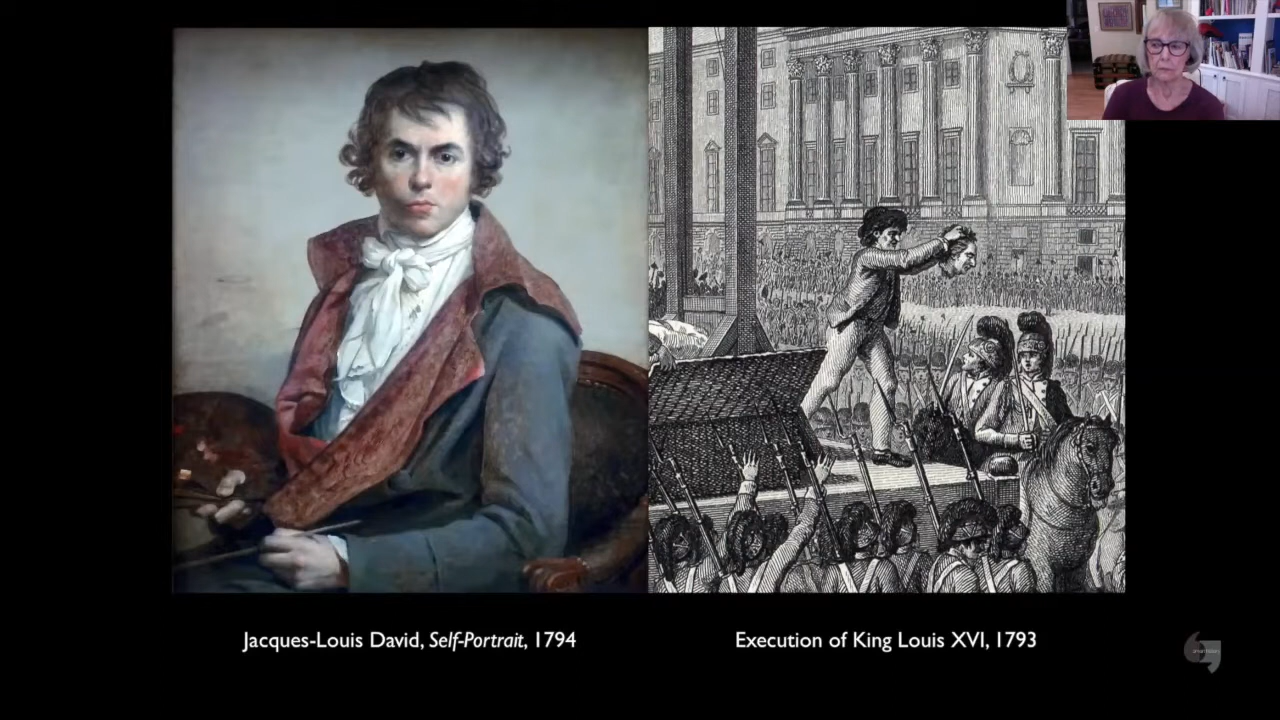 Jacques-Louis David, Self-Portrait, 1794
Execution of King Louis XVI, 1793